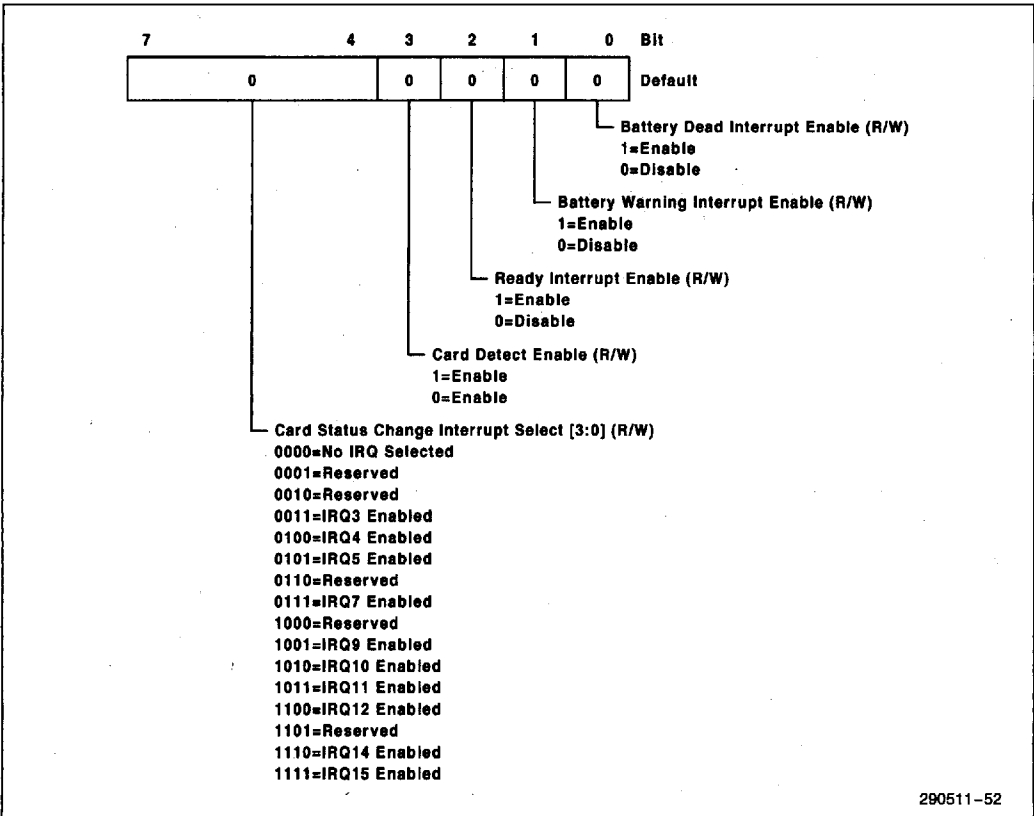 7 4 3 2 1 0 Bit
0 0 0 0 0 Default
Battery Dead Interrupt Enable (R/W)
1=Enable
0=Disable
Battery Warning Interrupt Enable (R/W)
1=Enable
0=Disable
Ready Interrupt Enable (R/W)
1=Enable
0=Disable
Card Detect Enable (R/W)
1=Enable
0=Enable
Card Status Change Interrupt Select [3:0] (R/W)
0000=No IRQ Selected
0001=Reserved
0010=Reserved
0011=IRQ3 Enabled
0100=IRQ4 Enabled
0101=IRQ5 Enabled
0110=Reserved
0111=IRQ7 Enabled
1000=Reserved
1001=IRQ9 Enabled
1010=IRQ10 Enabled
1011=IRQ11 Enabled
1100=IRQ12 Enabled
1101=Reserved
1110=IRQ14 Enabled
1111=IRQ15 Enabled
290511-52